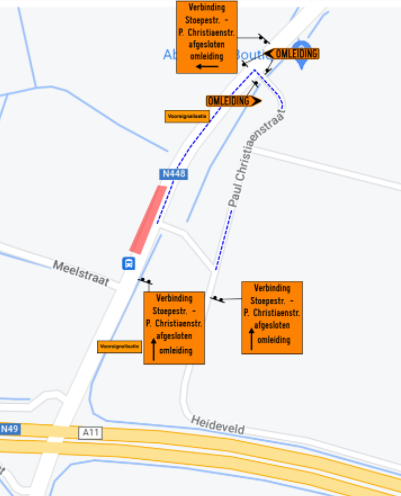 Verbinding
Stoepestr. -
P. Christiaenstr.
afgesloten
omleiding
OMLEIDING
OMLEIDING
Voorsignalisatie
Paul Christiaenstraat
N448
Meelstraat
Verbinding
Stoepestr. -
P. Christiaenstr.
afgesloten
omleiding
Verbinding
Stoepestr. -
P. Christiaenstr.
afgesloten
omleiding
Voorsignalisatie
Heideveld
N49
A11